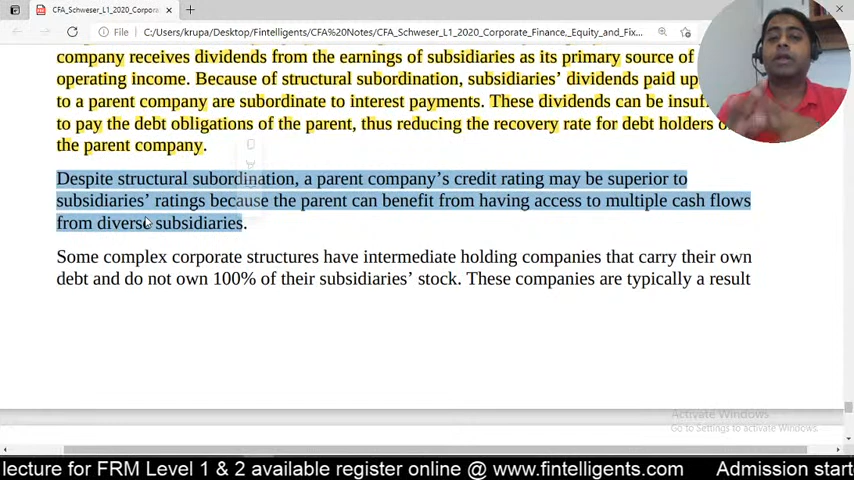 CFA_Schweser_L1_2020_Corpora
File
C:/Users/krupa/Desktop/Fintelligents/CFA%20Notes/CFA_Schweser_L1_2020_Corporate_Finance,_Equity_and_Fix...
company receives dividends from the earnings of subsidiaries as its primary source of
operating income. Because of structural subordination, subsidiaries’ dividends paid up
to a parent company are subordinate to interest payments. These dividends can be
to pay the debt obligations of the parent, thus reducing the recovery rate for debt holders
the parent company.
Despite structural subordination, a parent company’s credit rating may be superior to
subsidiaries’ ratings because the parent can benefit from having access to multiple cash flows
from diverse subsidiaries.
Some complex corporate structures have intermediate holding companies that carry their own
debt and do not own 100% of their subsidiaries’ stock. These companies are typically a result
Activate Windows
Go to Settings to activate Windows.
lecture for FRM Level 1 & 2 available register online @ www.fintelligents.com Admission start